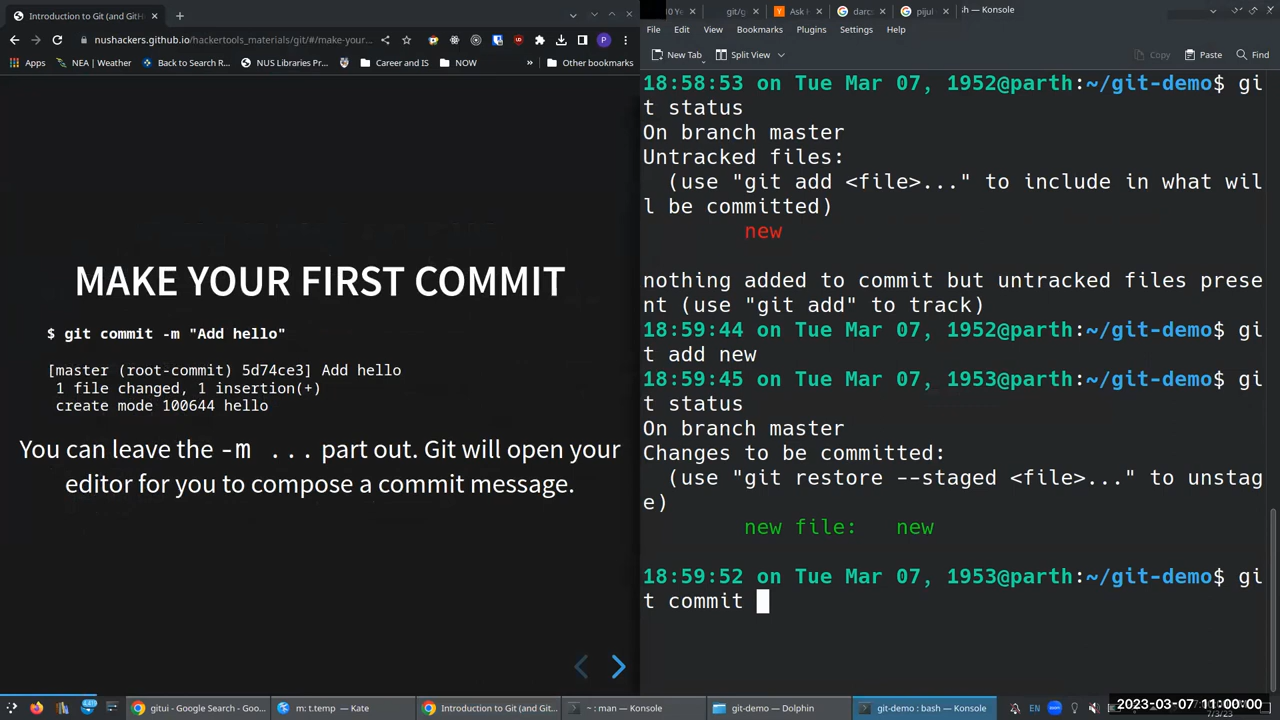 Introduction to Git (and GitH
nushackers.github.io/hackertools_materials/git/#/make-your...
Apps
NEA | Weather
Back to Search R...
NUS Libraries Pr...
Career and IS
NOW
»
Other bookmarks
MAKE YOUR FIRST COMMIT
$ git commit -m "Add hello"
[master (root-commit) 5d74ce3] Add hello
1 file changed, 1 insertion(+)
create mode 100644 hello
You can leave the -m ... part out. Git will open your
editor for you to compose a commit message.
10 Ye
git/g
Ask H
darcs
pijul
sh — Konsole
File Edit View Bookmarks Plugins Settings Help
New Tab
Split View
Copy
Paste
Find
18:58:53 on Tue Mar 07, 1952@parth:~/git-demo$ gi
t status
On branch master
Untracked files:
(use "git add <file>..." to include in what wil
l be committed)
new
nothing added to commit but untracked files prese
nt (use "git add" to track)
18:59:44 on Tue Mar 07, 1952@parth:~/git-demo$ gi
t add new
18:59:45 on Tue Mar 07, 1953@parth:~/git-demo$ gi
t status
On branch master
Changes to be committed:
(use "git restore --staged <file>..." to unstag
e)
new file:   new
18:59:52 on Tue Mar 07, 1953@parth:~/git-demo$ gi
t commit
gitui - Google Search - Goo...
m: t.temp — Kate
Introduction to Git (and Git...
~ : man — Konsole
git-demo — Dolphin
git-demo : bash — Konsole
EN
2023-03-07 11:00:00
7/3/23